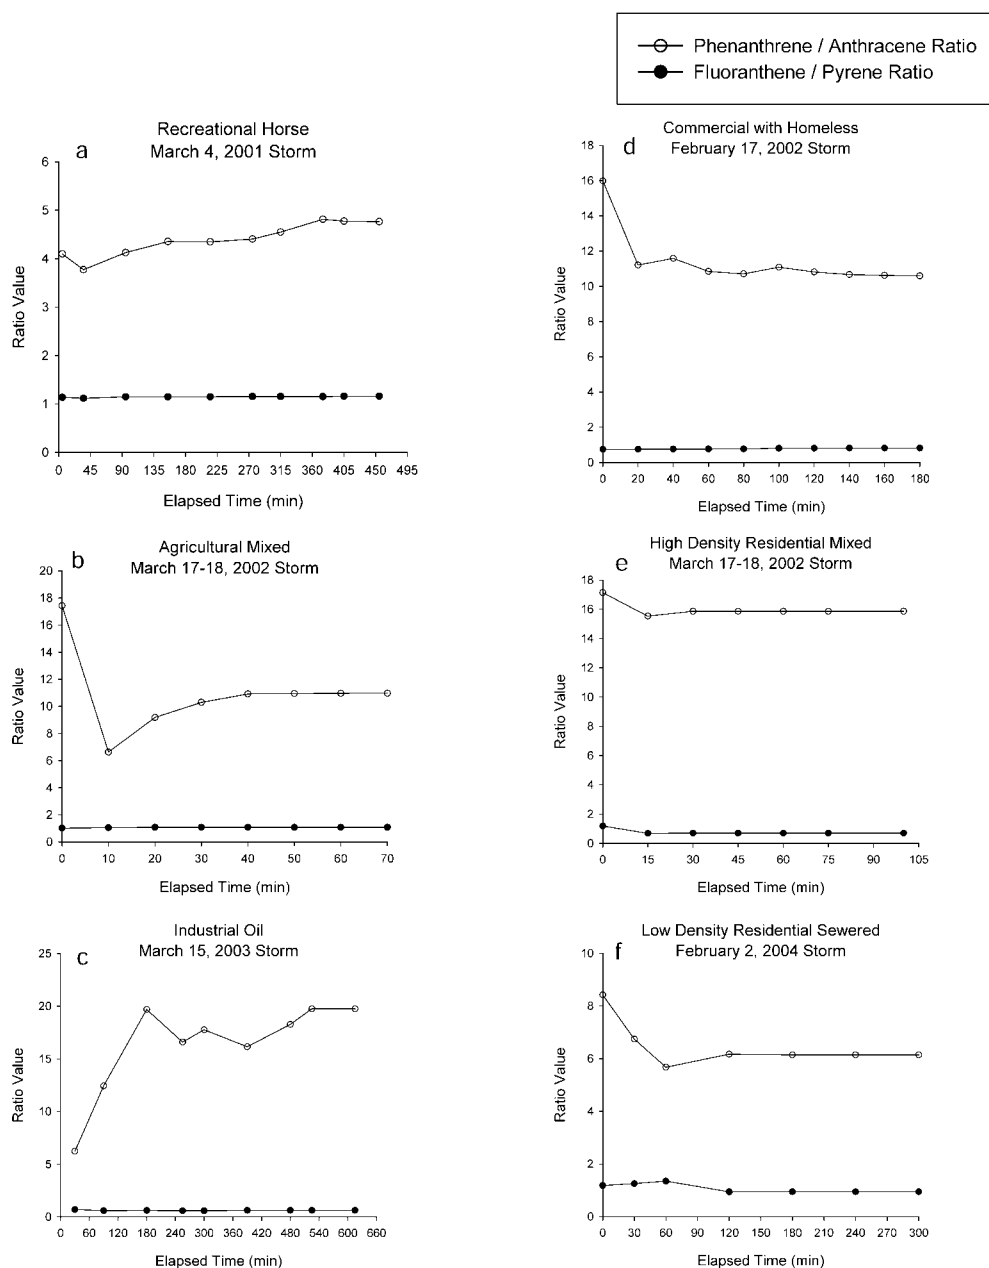 Phenanthrene / Anthracene Ratio
Fluoranthene / Pyrene Ratio
a
Recreational Horse
March 4, 2001 Storm
6
5
4
3
2
1
0
Ratio Value
0 45 90 135 180 225 270 315 360 405 450 495
Elapsed Time (min)
b
Agricultural Mixed
March 17-18, 2002 Storm
20
18
16
14
12
10
8
6
4
2
0
Ratio Value
0 10 20 30 40 50 60 70
Elapsed Time (min)
c
Industrial Oil
March 15, 2003 Storm
25
20
15
10
5
0
Ratio Value
0 60 120 180 240 300 360 420 480 540 600 660
Elapsed Time (min)
d
Commercial with Homeless
February 17, 2002 Storm
18
16
14
12
10
8
6
4
2
0
Ratio Value
0 20 40 60 80 100 120 140 160 180
Elapsed Time (min)
e
High Density Residential Mixed
March 17-18, 2002 Storm
18
16
14
12
10
8
6
4
2
0
Ratio Value
0 15 30 45 60 75 90 105
Elapsed Time (min)
f
Low Density Residential Sewered
February 2, 2004 Storm
10
8
6
4
2
0
Ratio Value
0 30 60 90 120 150 180 210 240 270 300
Elapsed Time (min)